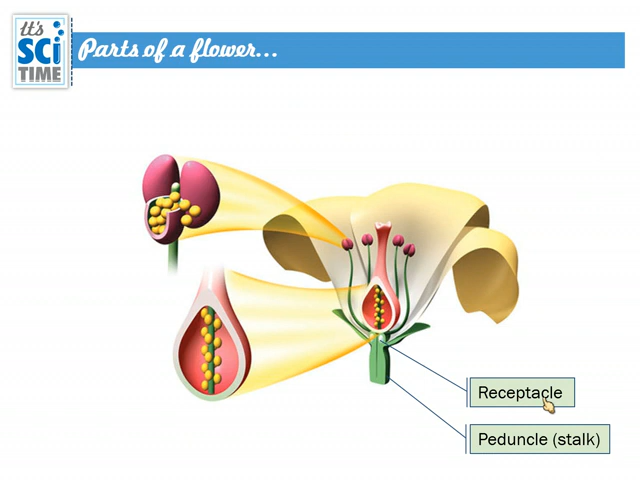 It's
SCi
TIME
Parts of a flower...
Receptacle
Peduncle (stalk)